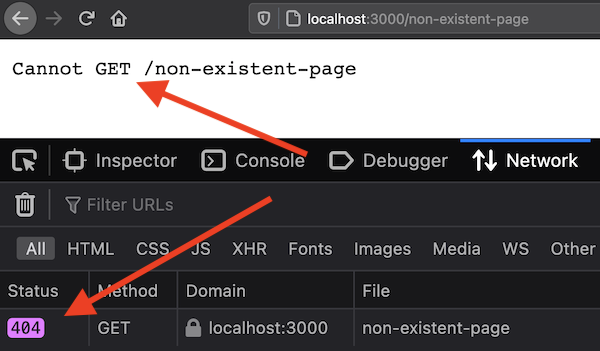 localhost:3000/non-existent-page
Cannot GET /non-existent-page
Inspector Console Debugger Network
Filter URLs
All HTML CSS JS XHR Fonts Images Media WS Other
Status Method Domain File
404 GET localhost:3000 non-existent-page